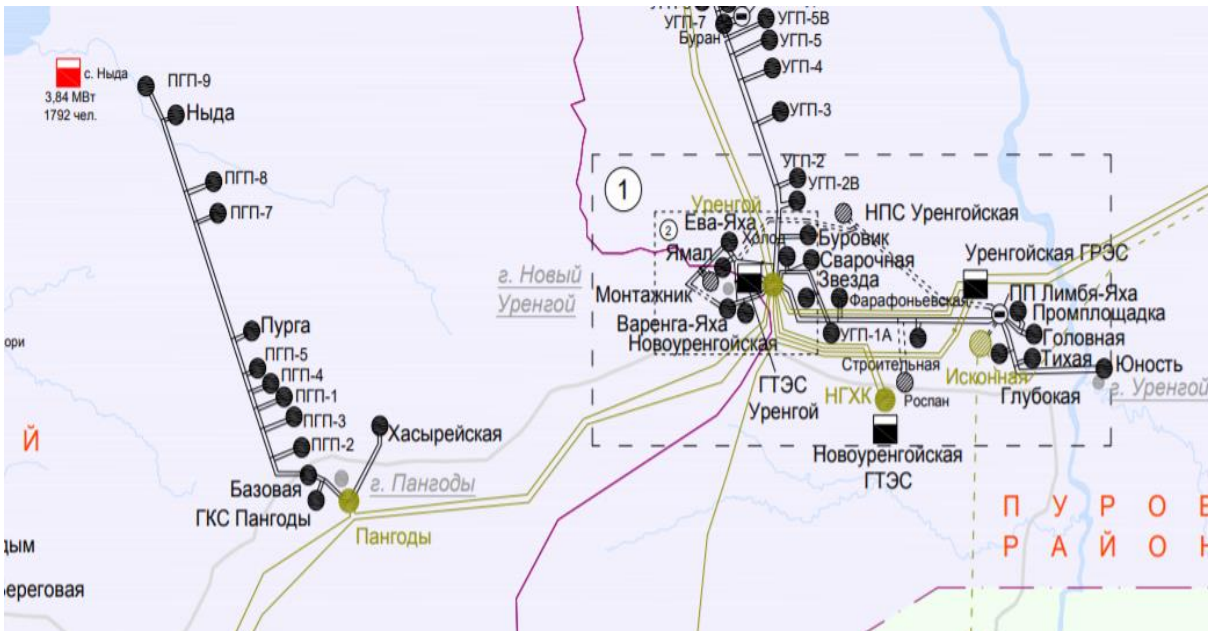 УГП-7
Буран
УГП-5В
УГП-5
УГП-4
УГП-3
УГП-2
УГП-2В
с. Ныда
3,84 МВт
1792 чел.
ПГП-9
Ныда
ПГП-8
ПГП-7
1
Уренгой
НПС Уренгойская
2
Ева-Яха
Холод
Буровик
Уренгойская ГРЭС
Ямал
Сварочная
г. Новый
Уренгой
Звезда
Монтажник
Фарафоньевская
ПП Лимбя-Яха
Промплощадка
Варенга-Яха
Новоуренгойская
УГП-1А
Головная
Строительная
Исконная
Тихая
Юность
Глубокая
г. Уренгой
ГТЭС
Уренгой
НГХК
Роспан
Новоуренгойская
ГТЭС
Пурга
ори
ПГП-5
ПГП-4
ПГП-1
ПГП-3
ПГП-2
Й
Хасырейская
Базовая
г. Пангоды
ГКС Пангоды
Пангоды
П У Р О В
Р А Й О Н
дым
ереговая